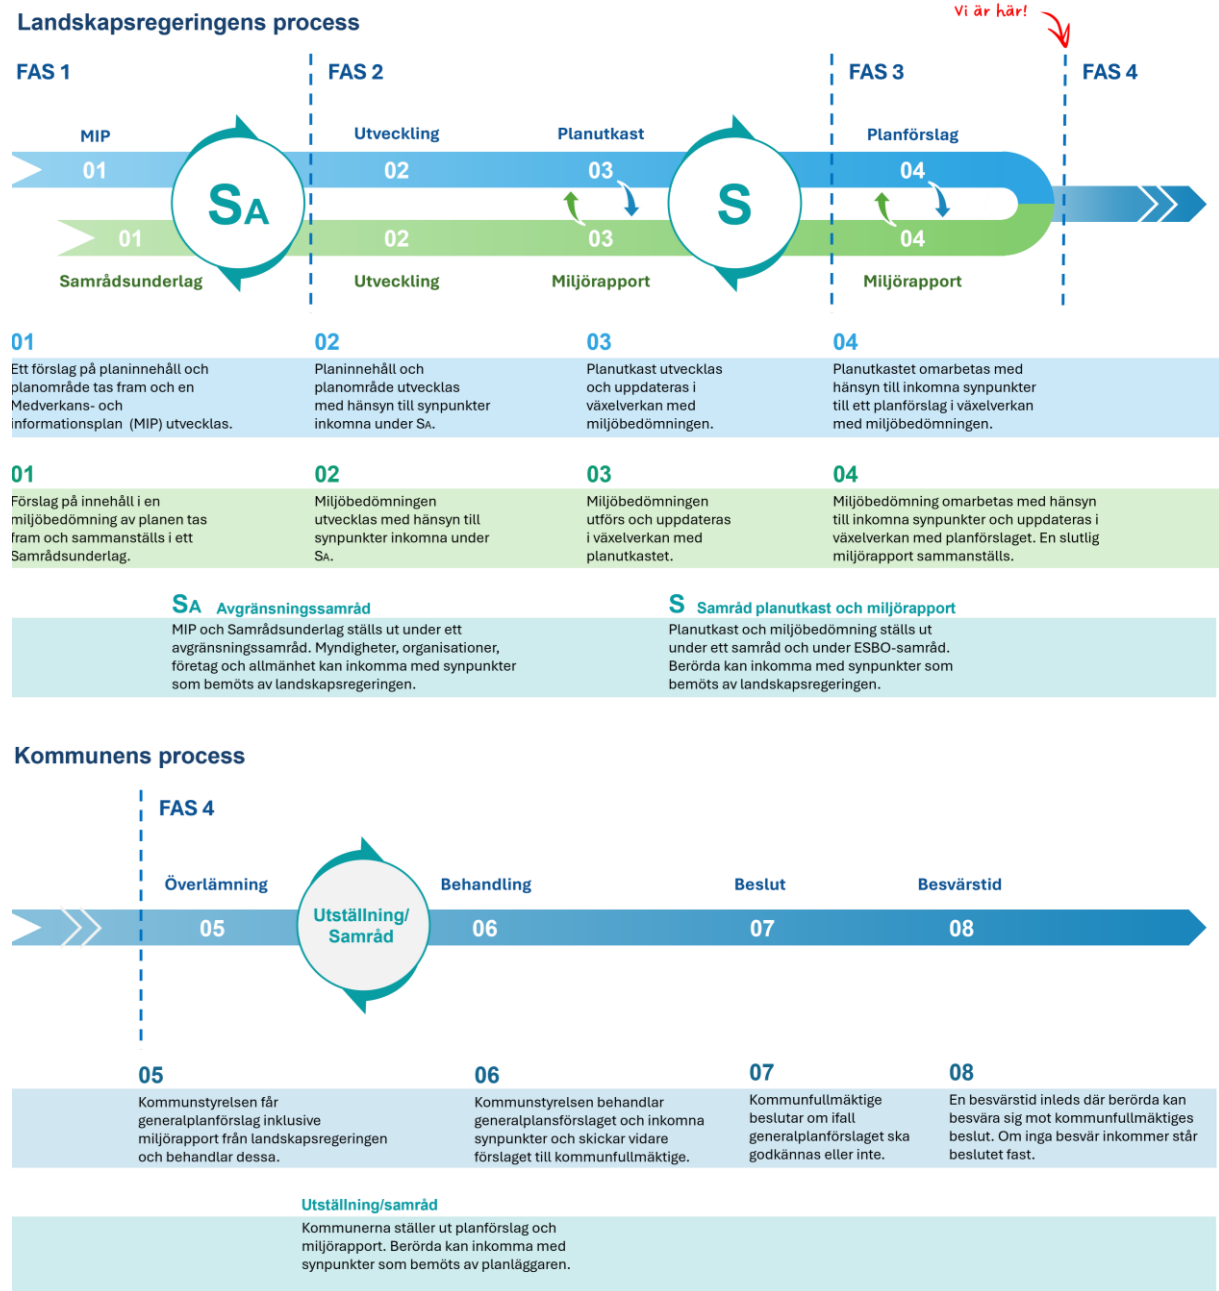 Landskapsregeringens process
Vi är här!
FAS 1
FAS 2
FAS 3
FAS 4
MIP
Utveckling
Planutkast
Planförslag
01
02
03
04
SA
S
01
02
03
04
Samrådsunderlag
Utveckling
Miljörapport
Miljörapport
01
Ett förslag på planinnehåll och
planområde tas fram och en
Medverkans- och
informationsplan (MIP) utvecklas.
02
Planinnehåll och
planområde utvecklas
med hänsyn till synpunkter
inkomna under SA.
03
Planutkast utvecklas
och uppdateras i
växelverkan med
miljöbedömningen.
04
Planutkastet omarbetas med
hänsyn till inkomna synpunkter
till ett planförslag i växelverkan
med miljöbedömningen.
01
Förslag på innehåll i en
miljöbedömning av planen tas
fram och sammanställs i ett
Samrådsunderlag.
02
Miljöbedömningen
utvecklas med hänsyn till
synpunkter inkomna under
SA.
03
Miljöbedömningen
utförs och uppdateras
i växelverkan med
planutkastet.
04
Miljöbedömning omarbetas med hänsyn
till inkomna synpunkter och uppdateras i
växelverkan med planförslaget. En slutlig
miljörapport sammanställs.
SA Avgränsningssamråd
MIP och Samrådsunderlag ställs ut under ett
avgränsningssamråd. Myndigheter, organisationer,
företag och allmänhet kan inkomma med synpunkter
som bemöts av landskapsregeringen.
S Samråd planutkast och miljörapport
Planutkast och miljöbedömning ställs ut
under ett samråd och under ESBO-samråd.
Berörda kan inkomma med synpunkter som
bemöts av landskapsregeringen.
Kommunens process
FAS 4
Överlämning
Behandling
Beslut
Besvärstid
05
Utställning/
Samråd
06
07
08
05
Kommunstyrelsen får
generalplanförslag inklusive
miljörapport från landskapsregeringen
och behandlar dessa.
06
Kommunstyrelsen behandlar
generalplansförslaget och inkomna
synpunkter och skickar vidare
förslaget till kommunfullmäktige.
07
Kommunfullmäktige
beslutar om ifall
generalplanförslaget ska
godkännas eller inte.
08
En besvärstid inleds där berörda kan
besvära sig mot kommunfullmäktiges
beslut. Om inga besvär inkommer står
beslutet fast.
Utställning/samråd
Kommunerna ställer ut planförslag och
miljörapport. Berörda kan inkomma med
synpunkter som bemöts av planläggaren.